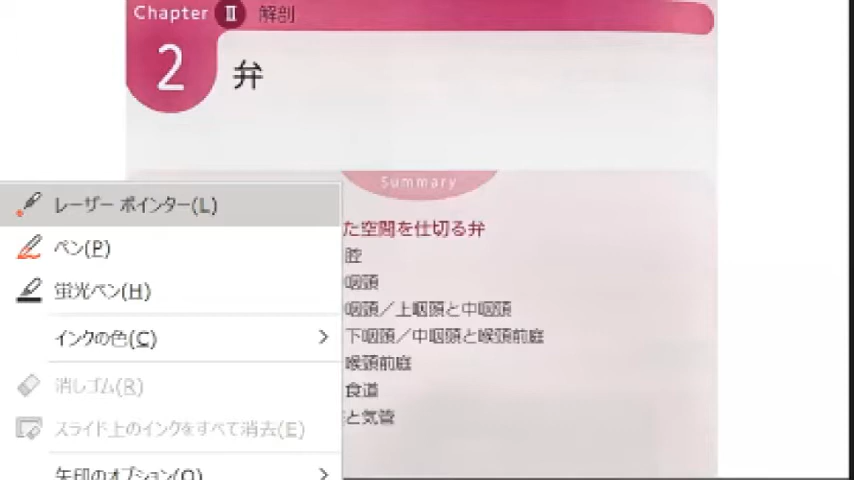 Chapter Ⅱ 解剖
2 弁
Summary
レーザー ポインター(L)
ペン(P)
蛍光ペン(H)
インクの色(C)
消しゴム(R)
スライド上のインクをすべて消去(E)
矢印のオプション(O)
た空間を仕切る弁
腔
咽頭
咽頭／上咽頭と中咽頭
下咽頭／中咽頭と喉頭前庭
喉頭前庭
食道
と気管